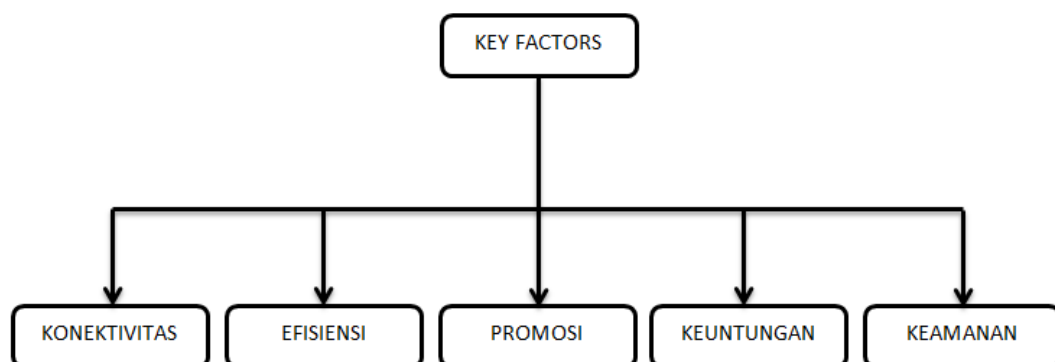 KEY FACTORS
KONEKTIVITAS
EFISIENSI
PROMOSI
KEUNTUNGAN
KEAMANAN